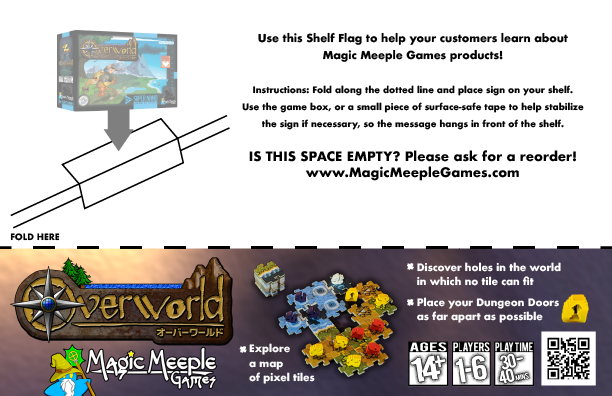 Overworld
Use this Shelf Flag to help your customers learn about
Magic Meeple Games products!
Instructions: Fold along the dotted line and place sign on your shelf.
Use the game box, or a small piece of surface-safe tape to help stabilize
the sign if necessary, so the message hangs in front of the shelf.
IS THIS SPACE EMPTY? Please ask for a reorder!
www.MagicMeepleGames.com
FOLD HERE
Overworld
オーバーワールド
Magic Meeple
Games
Explore
a map
of pixel tiles
Discover holes in the world
in which no tile can fit
Place your Dungeon Doors
as far apart as possible
AGES
14+
PLAYERS
1-6
PLAY TIME
30-
40 MINS